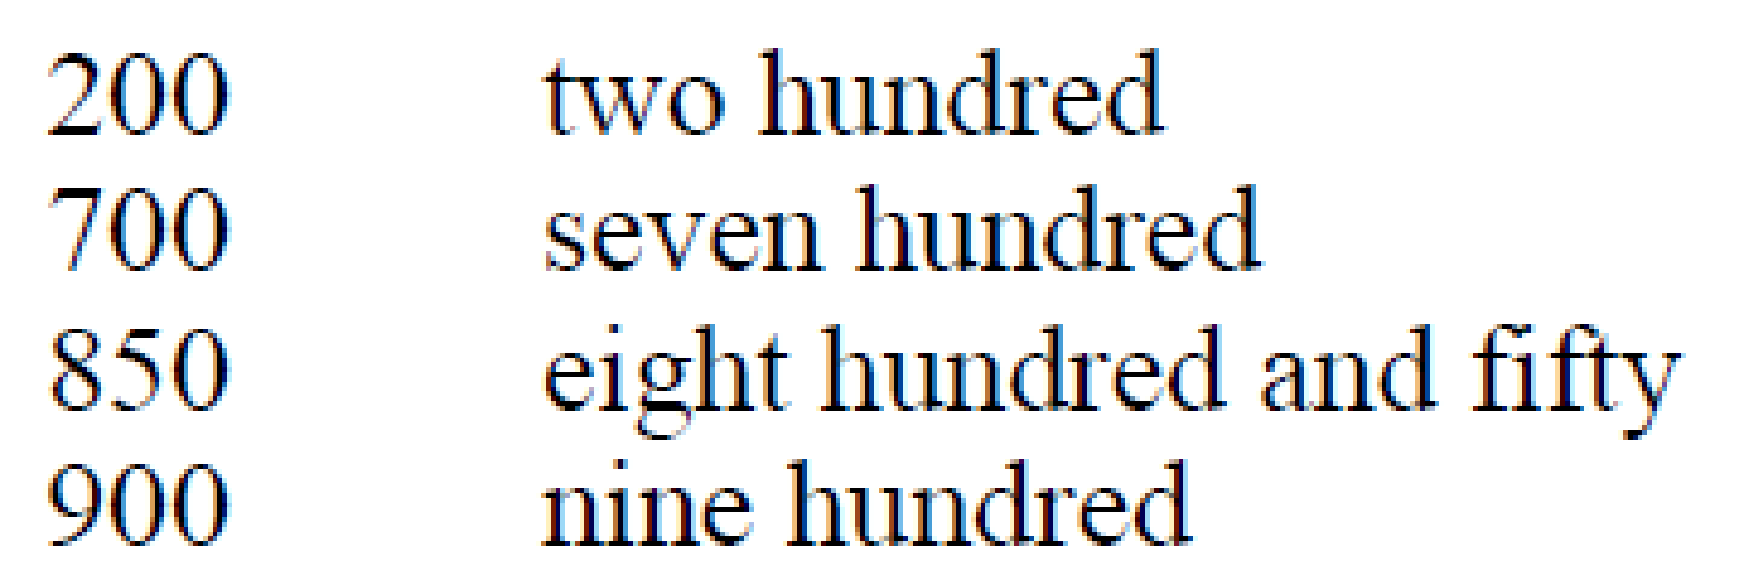 200 two hundred
700 seven hundred
850 eight hundred and fifty
900 nine hundred